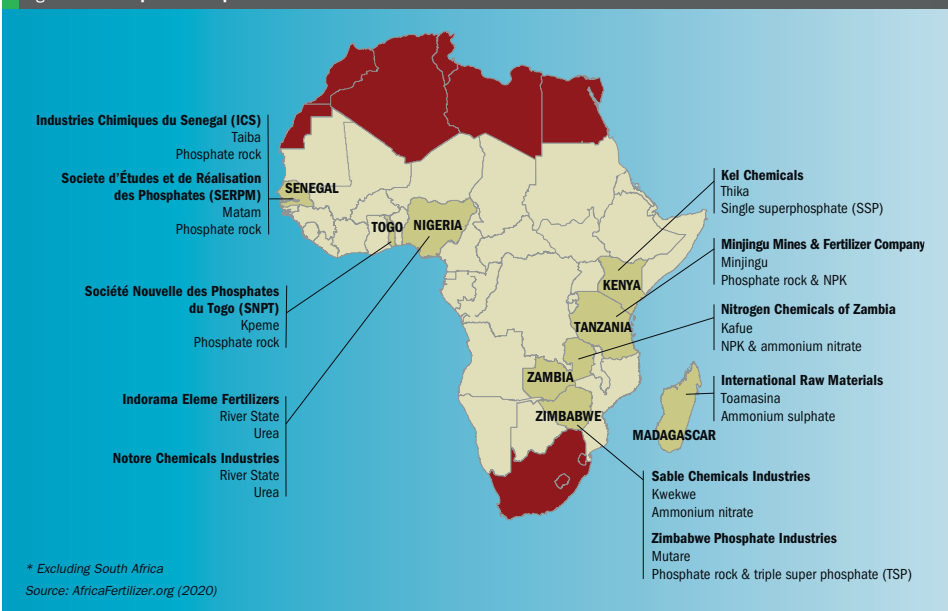 Industries Chimiques du Senegal (ICS)
Taiba
Phosphate rock
Societe d'Études et de Réalisation
des Phosphates (SERPM)
Matam
Phosphate rock
Société Nouvelle des Phosphates
du Togo (SNPT)
Kpeme
Phosphate rock
Indorama Eleme Fertilizers
River State
Urea
Notore Chemicals Industries
River State
Urea
SENEGAL
TOGO
NIGERIA
KENYA
TANZANIA
ZAMBIA
ZIMBABWE
MADAGASCAR
Kel Chemicals
Thika
Single superphosphate (SSP)
Minjingu Mines & Fertilizer Company
Minjingu
Phosphate rock & NPK
Nitrogen Chemicals of Zambia
Kafue
NPK & ammonium nitrate
International Raw Materials
Toamasina
Ammonium sulphate
Sable Chemicals Industries
Kwekwe
Ammonium nitrate
Zimbabwe Phosphate Industries
Mutare
Phosphate rock & triple super phosphate (TSP)
* Excluding South Africa
Source: AfricaFertilizer.org (2020)